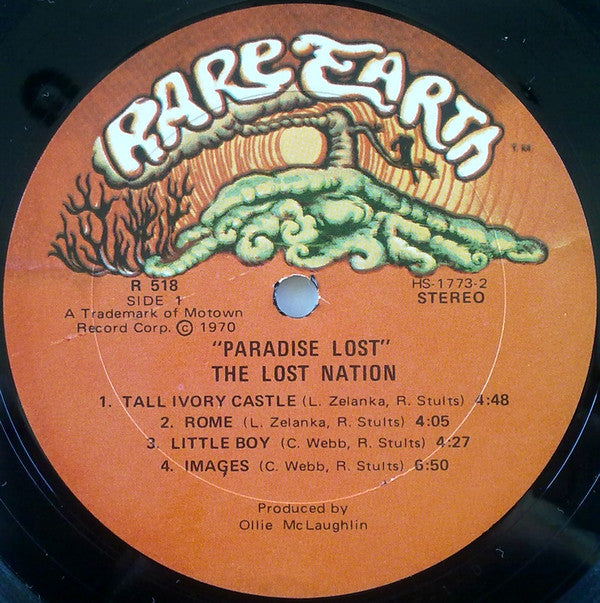 RARE EARTH
T.M.
R 518
SIDE 1
A Trademark of Motown
Record Corp. © 1970
HS-1773-2
STEREO
"PARADISE LOST"
THE LOST NATION
1. TALL IVORY CASTLE (L. Zelanka, R. Stults) 4:48
2. ROME (L. Zelanka, R. Stults) 4:05
3. LITTLE BOY (C. Webb, R. Stults) 4:27
4. IMAGES (C. Webb, R. Stults) 6:50
Produced by
Ollie McLaughlin